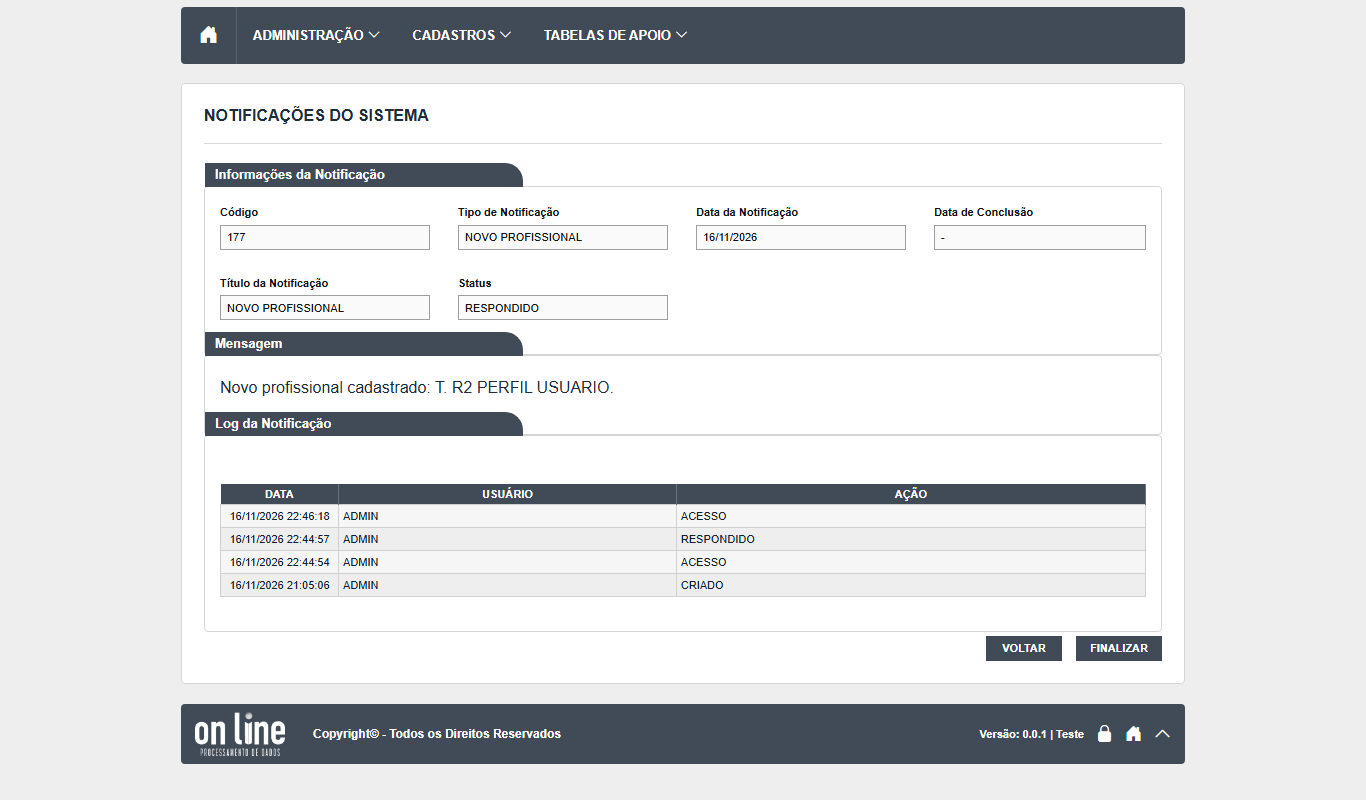 ADMINISTRAÇÃO CADASTROS TABELAS DE APOIO
NOTIFICAÇÕES DO SISTEMA
Informações da Notificação
Código Tipo de Notificação Data da Notificação Data de Conclusão
177 NOVO PROFISSIONAL 16/11/2026 -
Título da Notificação Status
NOVO PROFISSIONAL RESPONDIDO
Mensagem
Novo profissional cadastrado: T. R2 PERFIL USUARIO.
Log da Notificação
DATA USUÁRIO AÇÃO
16/11/2026 22:46:18 ADMIN ACESSO
16/11/2026 22:44:57 ADMIN RESPONDIDO
16/11/2026 22:44:54 ADMIN ACESSO
16/11/2026 21:05:06 ADMIN CRIADO
VOLTAR FINALIZAR
on line
PROCESSAMENTO DE DADOS
Copyright© - Todos os Direitos Reservados
Versão: 0.0.1 | Teste